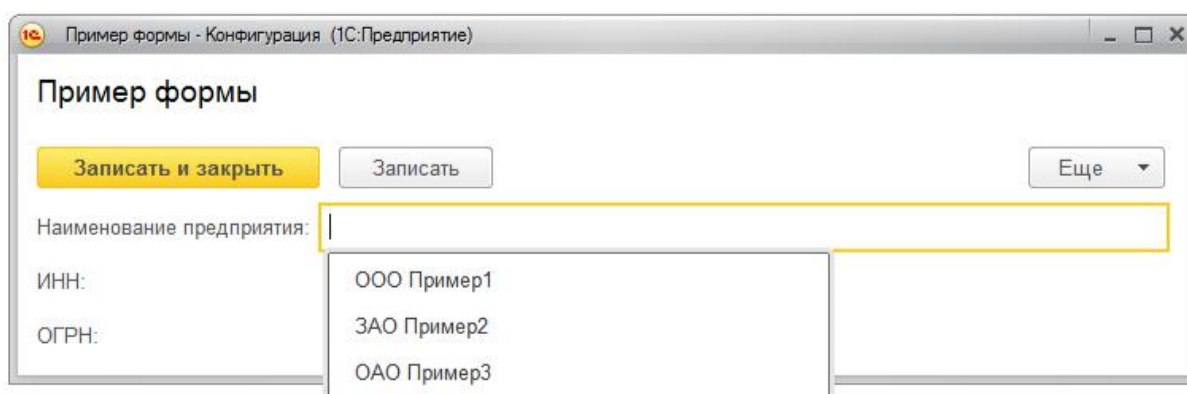 1С Пример формы - Конфигурация (1С:Предприятие)
Пример формы
Записать и закрыть Записать Еще
Наименование предприятия:
ООО Пример1
ИНН:
ЗАО Пример2
ОГРН:
ОАО Пример3